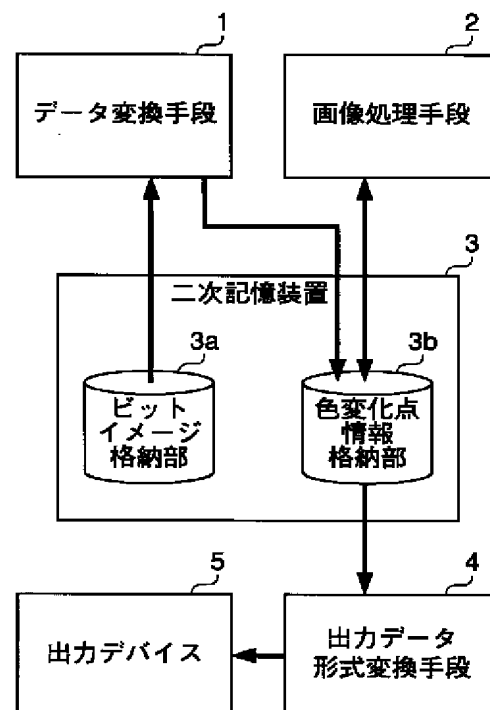 1
データ変換手段
2
画像処理手段
3
二次記憶装置
3a
ビット
イメージ
格納部
3b
色変化点
情報
格納部
5
出力デバイス
4
出力データ
形式変換手段